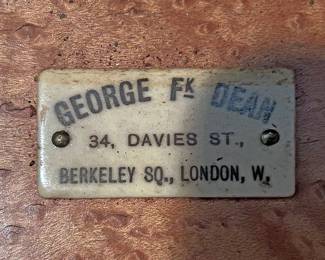 GEORGE FK DEAN
34, DAVIES ST.,
BERKELEY SQ., LONDON, W.